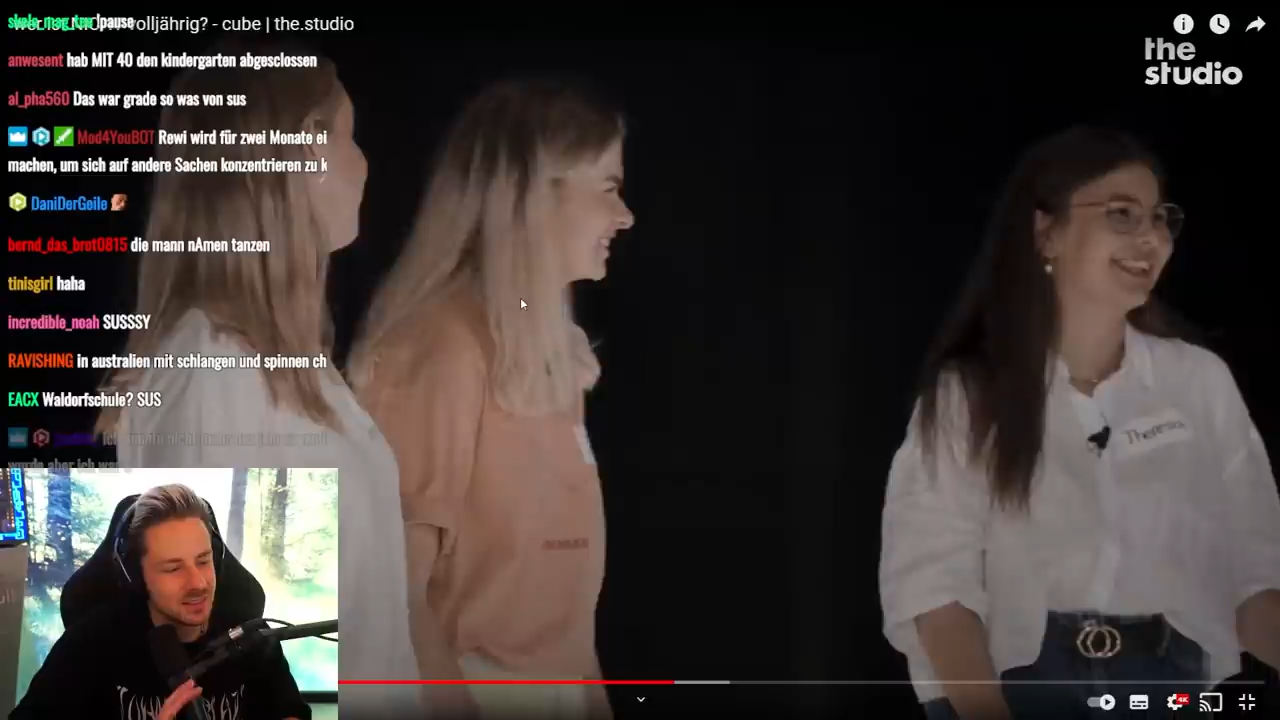 volljährig? - cube | the.studio
!pause
the
studio
anwesent hab MIT 40 den kindergarten abgeschlossen
al_pha560 Das war grade so was von sus
Mod4YouBOT Rewi wird für zwei Monate ei
machen, um sich auf andere Sachen konzentrieren zu k
DaniDerGeile
bernd_das_brot0815 die mann nAmen tanzen
tinisgirl haha
incredible_noah SUSSSY
RAVISHING in australien mit schlangen und spinnen ch
EACX Waldorfschule? SUS
Theresa
4K